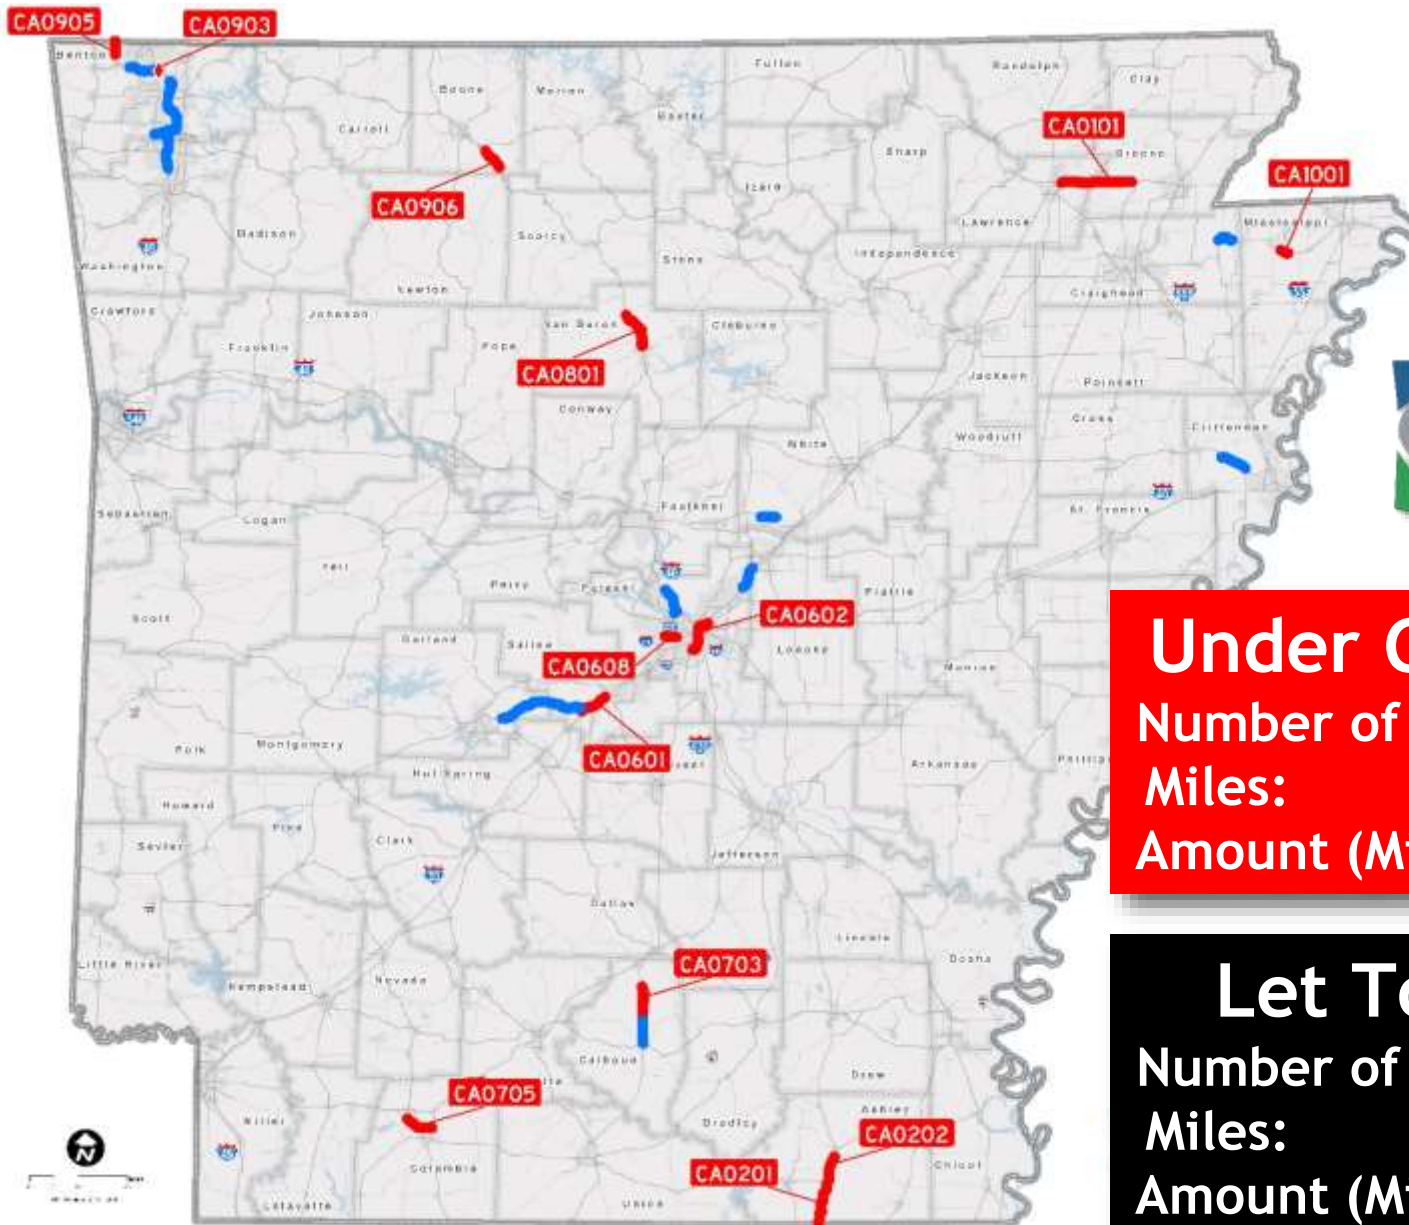 CA0905
CA0903
Benton
Boone
Marion
Baxter
Fulton
Randolph
Clay
Carroll
Sharp
CA0101
Greene
CA0906
Izard
CA1001
Madison
Searcy
Stone
Lawrence
Independence
Mississippi
Washington
Newton
Craighead
Crawford
Johnson
Franklin
Pope
Van Buren
Cleburne
CA0801
Jackson
Poinsett
Conway
White
Woodruff
Cross
Crittenden
Sebastian
Logan
Faulkner
St. Francis
Yell
Perry
Pulaski
Prairie
Scott
Garland
Saline
CA0602
Lonoke
Monroe
CA0608
Polk
Montgomery
Hot Spring
CA0601
Arkansas
Phillips
Howard
Pike
Clark
Sevier
Jefferson
Dallas
Lincoln
Little River
Hempstead
Nevada
CA0703
Desha
Calhoun
Drew
CA0705
Miller
Bradley
Ashley
CA0202
Columbia
CA0201
Chicot
Lafayette
Union
N
Under C
Number of
Miles:
Amount (M
Let To
Number of
Miles:
Amount (M